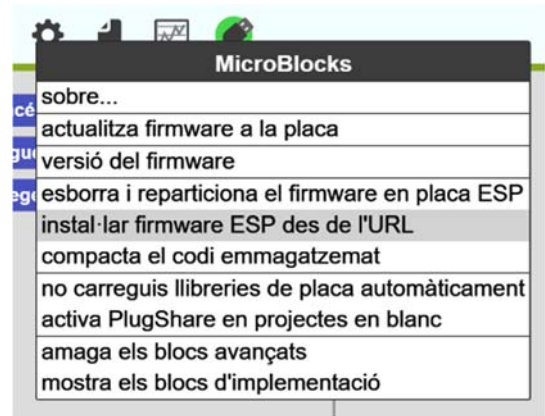 MicroBlocks
sobre...
actualitza firmware a la placa
versió del firmware
esborra i reparticiona el firmware en placa ESP
instal·lar firmware ESP des de l'URL
compacta el codi emmagatzemat
no carreguis llibreries de placa automàticament
activa PlugShare en projectes en blanc
amaga els blocs avançats
mostra els blocs d'implementació